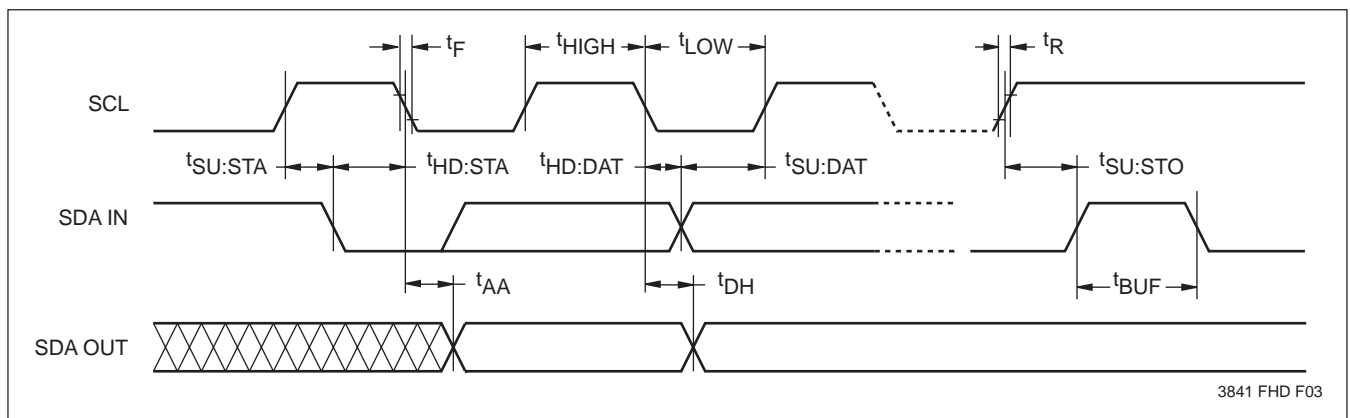 tF tHIGH tLOW tR
SCL
tSU:STA tHD:STA tHD:DAT tSU:DAT tSU:STO
SDA IN
tAA tDH tBUF
SDA OUT
3841 FHD F03